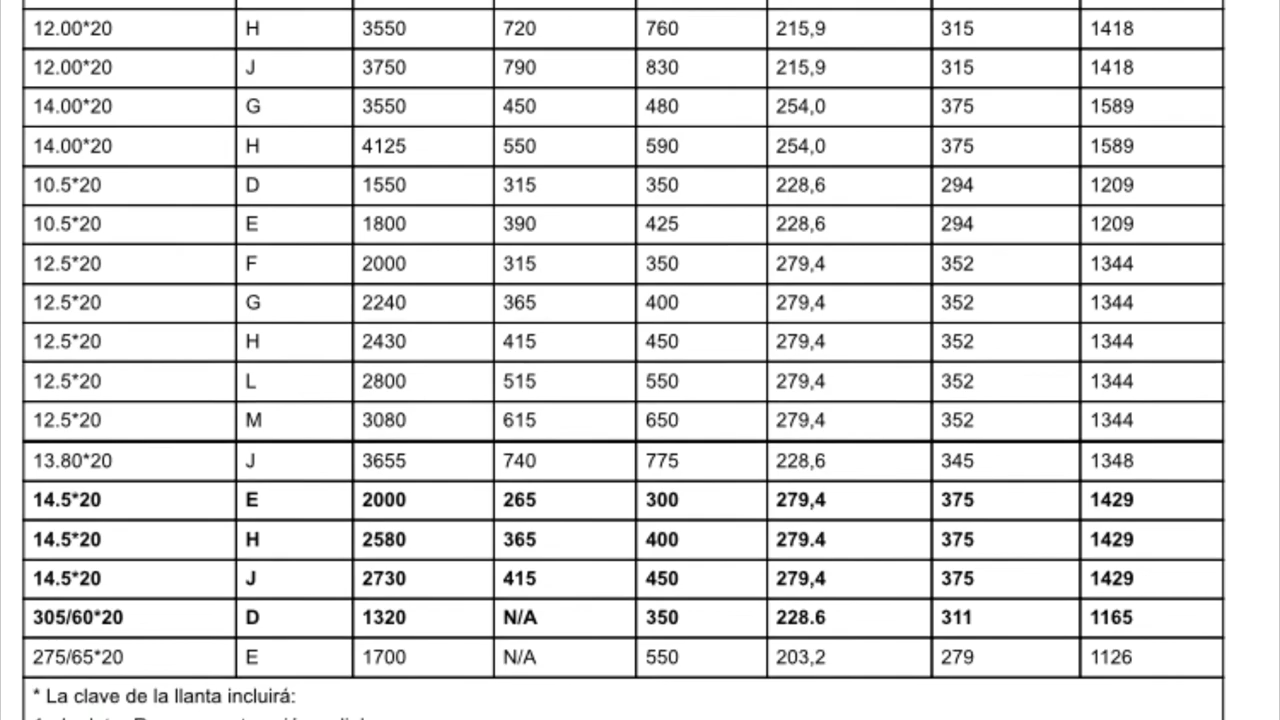 12.00*20 H 3550 720 760 215,9 315 1418
12.00*20 J 3750 790 830 215,9 315 1418
14.00*20 G 3550 450 480 254,0 375 1589
14.00*20 H 4125 550 590 254,0 375 1589
10.5*20 D 1550 315 350 228,6 294 1209
10.5*20 E 1800 390 425 228,6 294 1209
12.5*20 F 2000 315 350 279,4 352 1344
12.5*20 G 2240 365 400 279,4 352 1344
12.5*20 H 2430 415 450 279,4 352 1344
12.5*20 L 2800 515 550 279,4 352 1344
12.5*20 M 3080 615 650 279,4 352 1344
13.80*20 J 3655 740 775 228,6 345 1348
14.5*20 E 2000 265 300 279,4 375 1429
14.5*20 H 2580 365 400 279.4 375 1429
14.5*20 J 2730 415 450 279,4 375 1429
305/60*20 D 1320 N/A 350 228.6 311 1165
275/65*20 E 1700 N/A 550 203,2 279 1126
* La clave de la llanta incluirá: